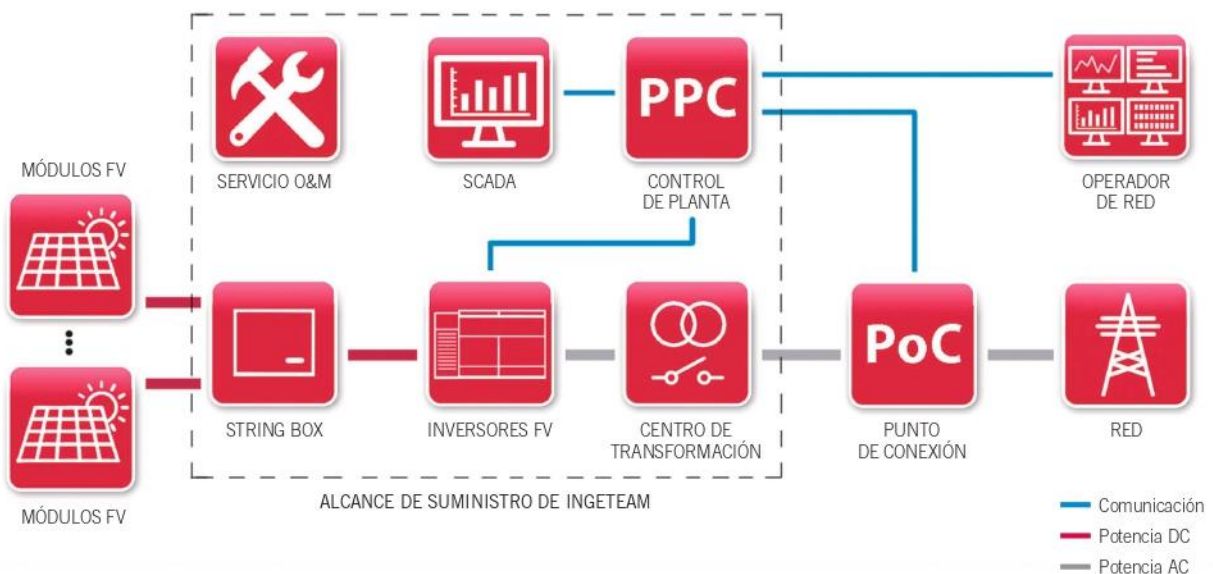 PPC
MÓDULOS FV
SERVICIO O&M
SCADA
CONTROL
DE PLANTA
OPERADOR
DE RED
PoC
STRING BOX
INVERSORES FV
CENTRO DE
TRANSFORMACIÓN
PUNTO
DE CONEXIÓN
RED
MÓDULOS FV
ALCANCE DE SUMINISTRO DE INGETEAM
Comunicación
Potencia DC
Potencia AC